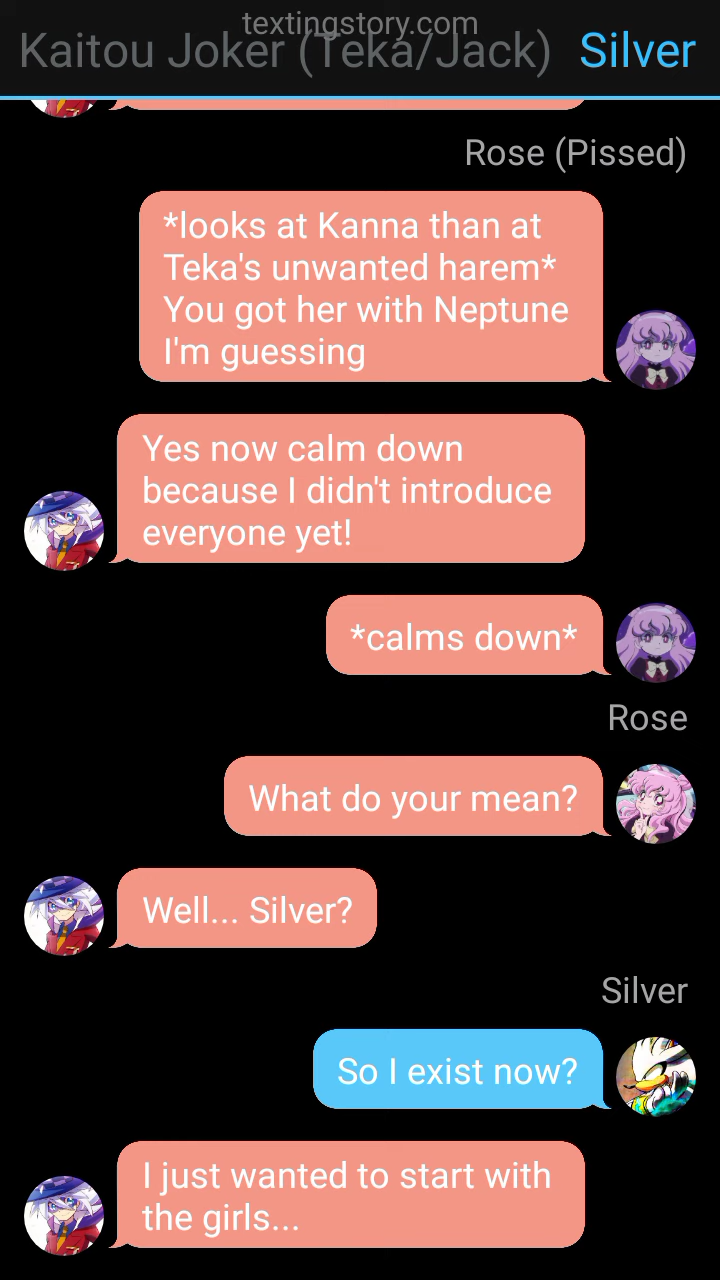 textingstory.com
Kaitou Joker (Teka/Jack) Silver
Rose (Pissed)
*looks at Kanna than at
Teka's unwanted harem*
You got her with Neptune
I'm guessing
Yes now calm down
because I didn't introduce
everyone yet!
*calms down*
Rose
What do your mean?
Well... Silver?
Silver
So I exist now?
I just wanted to start with
the girls...